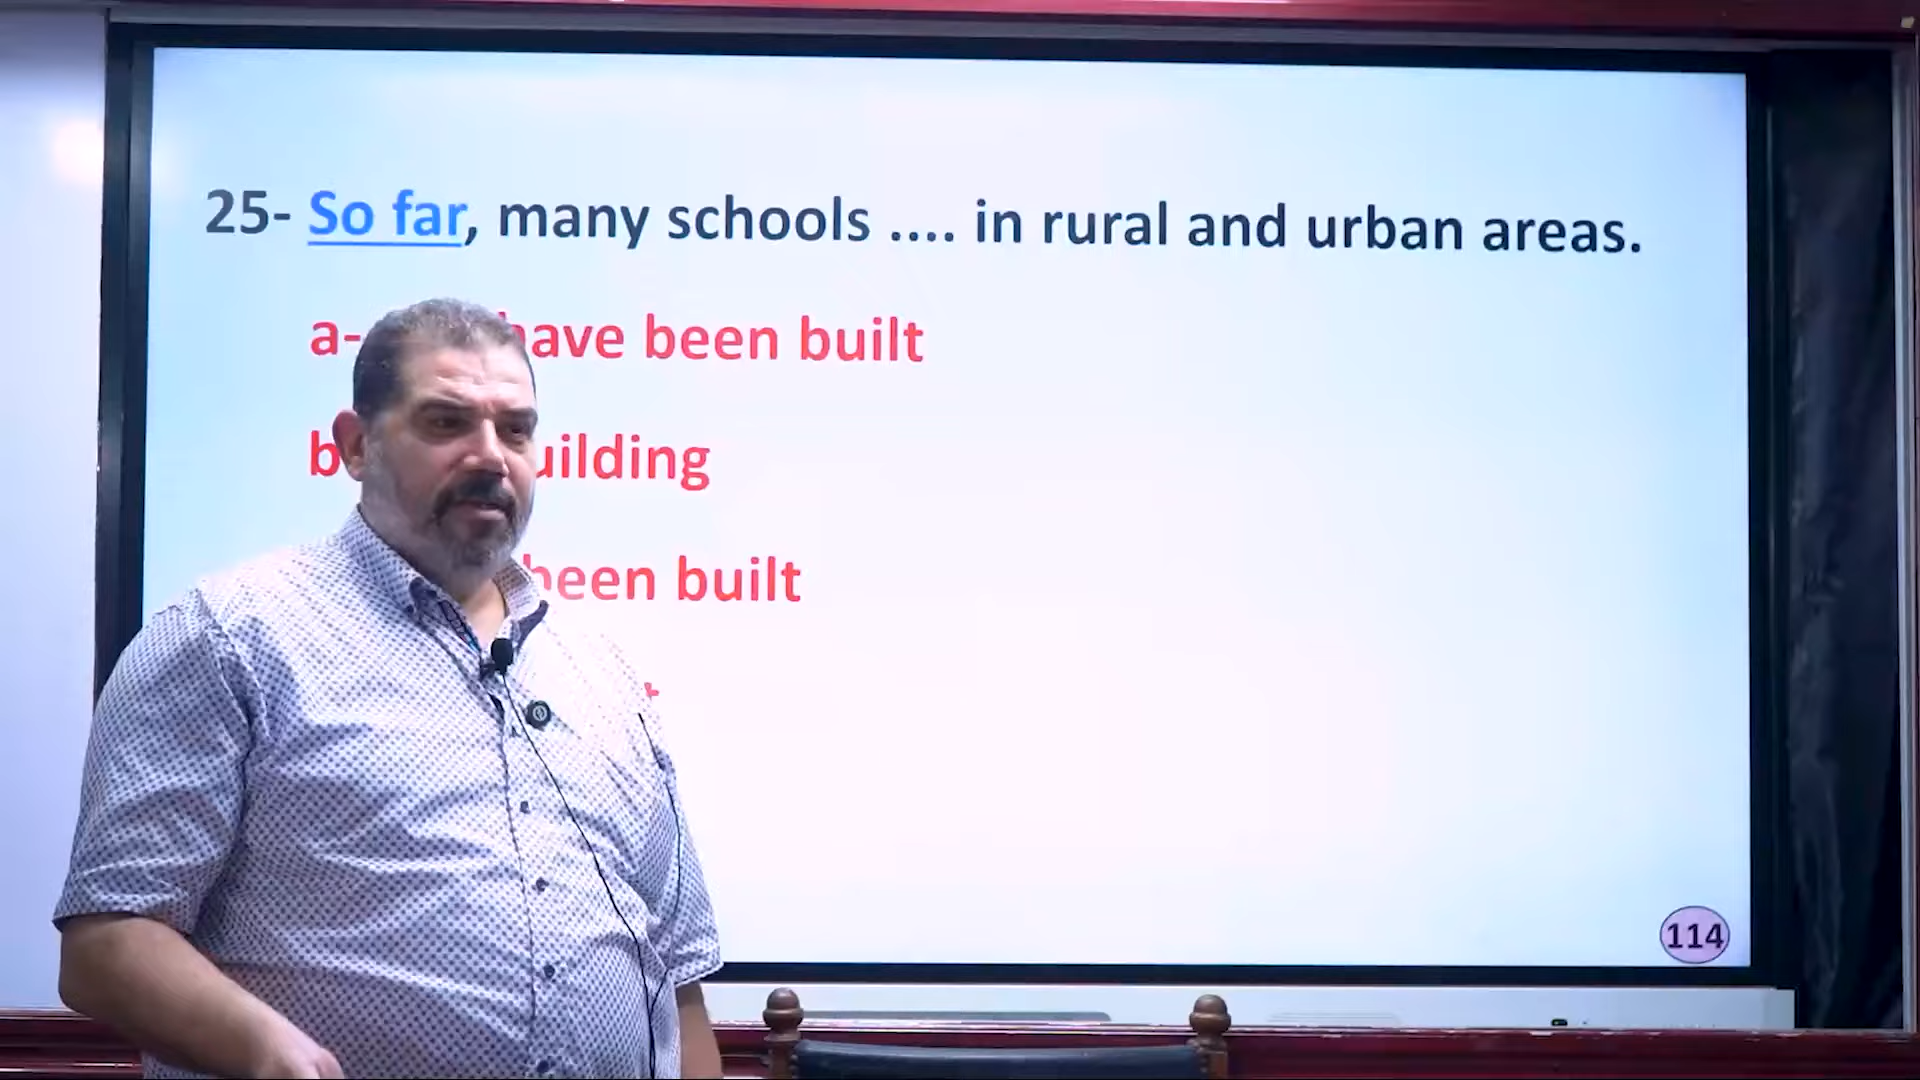 25- So far, many schools .... in rural and urban areas.
a- have been built
b uilding
been built
t
114